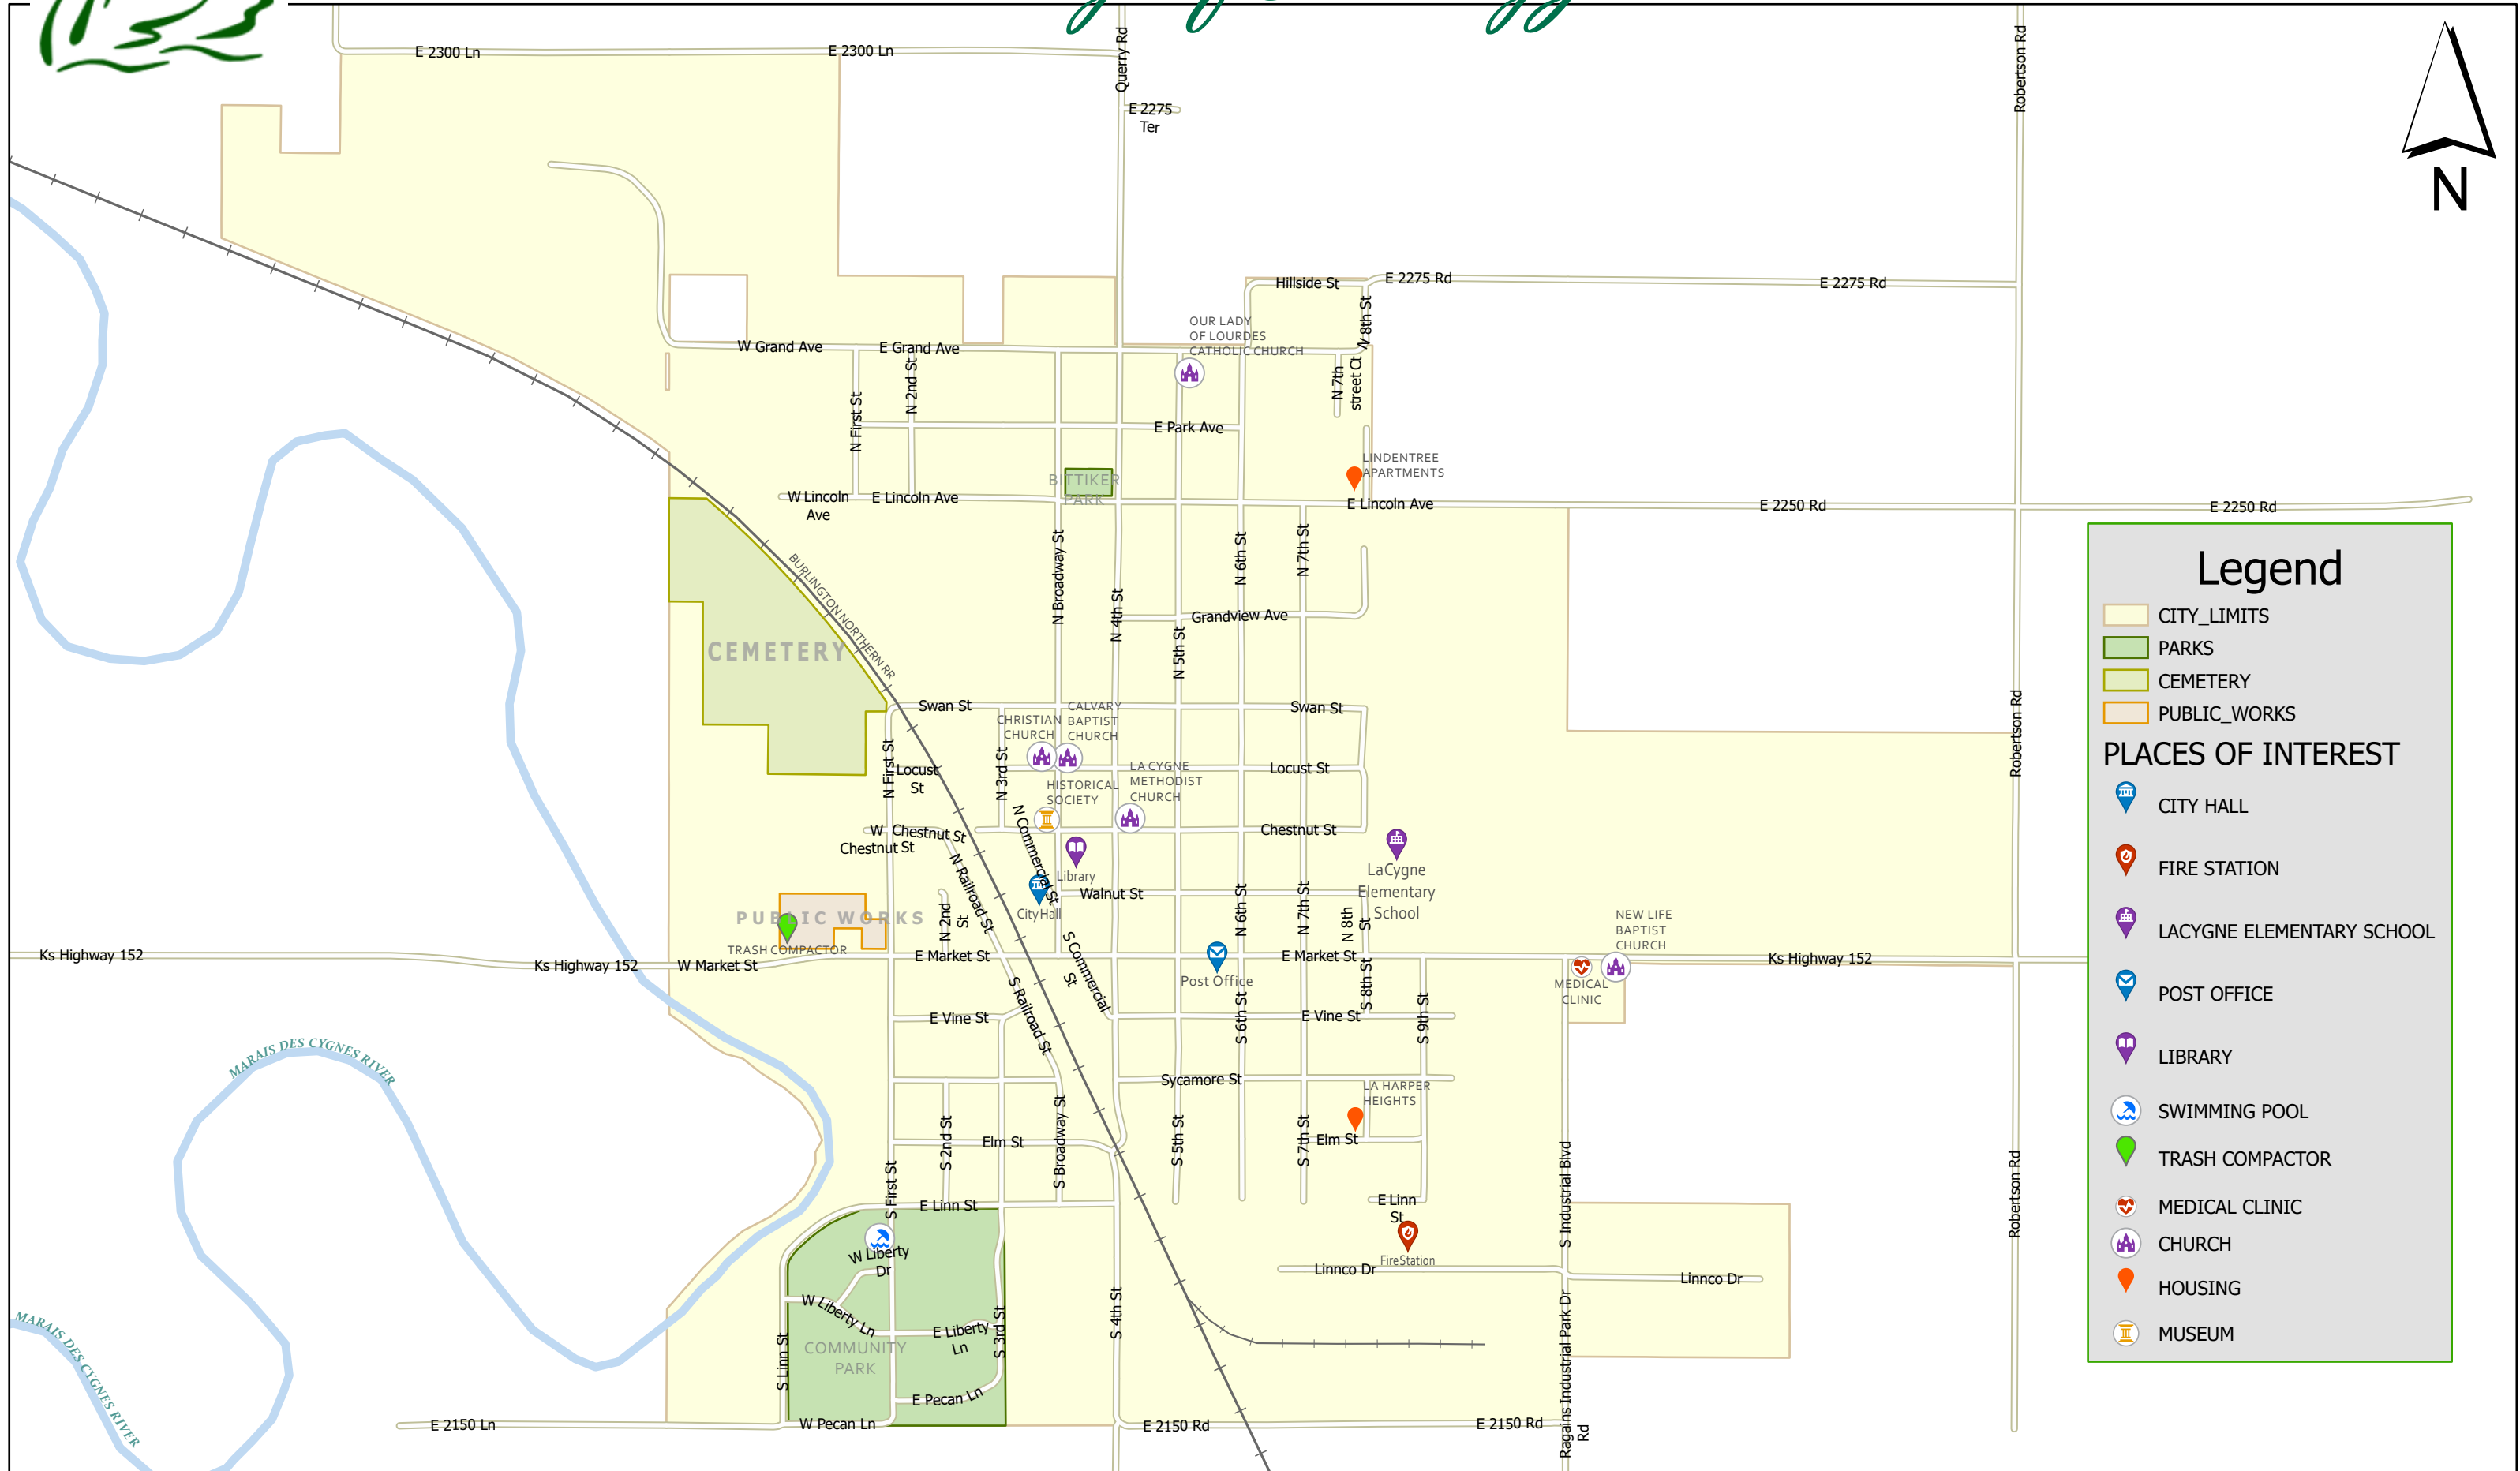 E 2300 Ln
E 2300 Ln
Querry Rd
Robertson Rd
E 2275
Ter
N
Hillside St
E 2275 Rd
E 2275 Rd
N 8th St
OUR LADY
OF LOURDES
CATHOLIC CHURCH
W Grand Ave
E Grand Ave
N 2nd St
N First St
N 7th
street Ct
E Park Ave
LINDENTREE
APARTMENTS
BITTIKER
PARK
W Lincoln
Ave
E Lincoln Ave
E Lincoln Ave
E 2250 Rd
E 2250 Rd
BURLINGTON NORTHERN RR
CEMETERY
N Broadway St
N 4th St
N 5th St
N 6th St
N 7th St
Grandview Ave
Swan St
Swan St
CHRISTIAN
CHURCH
CALVARY
BAPTIST
CHURCH
Robertson Rd
N First St
Locust
St
N 3rd St
Locust St
HISTORICAL
SOCIETY
LA CYGNE
METHODIST
CHURCH
N Commercial St
W
Chestnut St
Chestnut St
Chestnut St
N Railroad St
Library
LaCygne
Elementary
School
City Hall
Walnut St
N 2nd
St
N 6th St
N 7th St
N 8th
St
PUBLIC WORKS
TRASH COMPACTOR
NEW LIFE
BAPTIST
CHURCH
Ks Highway 152
Ks Highway 152
W Market St
E Market St
E Market St
Ks Highway 152
S Commercial
St
Post Office
MEDICAL
CLINIC
S Railroad St
S 8th St
S 9th St
S 6th St
E Vine St
E Vine St
MARAIS DES CYGNES RIVER
Sycamore St
LA HARPER
HEIGHTS
S 2nd St
Elm St
S Broadway St
S 5th St
S 7th St
Elm St
S First St
E Linn St
E Linn
St
S Industrial Blvd
Robertson Rd
W Liberty
Dr
Fire Station
Linnco Dr
Linnco Dr
W Liberty Ln
E Liberty
Ln
S 3rd St
S 4th St
S Linn St
COMMUNITY
PARK
Ragains Industrial Park Dr
Rd
MARAIS DES CYGNES RIVER
E Pecan Ln
W Pecan Ln
E 2150 Ln
E 2150 Rd
E 2150 Rd
Legend
CITY_LIMITS
PARKS
CEMETERY
PUBLIC_WORKS
PLACES OF INTEREST
CITY HALL
FIRE STATION
LACYGNE ELEMENTARY SCHOOL
POST OFFICE
LIBRARY
SWIMMING POOL
TRASH COMPACTOR
MEDICAL CLINIC
CHURCH
HOUSING
MUSEUM